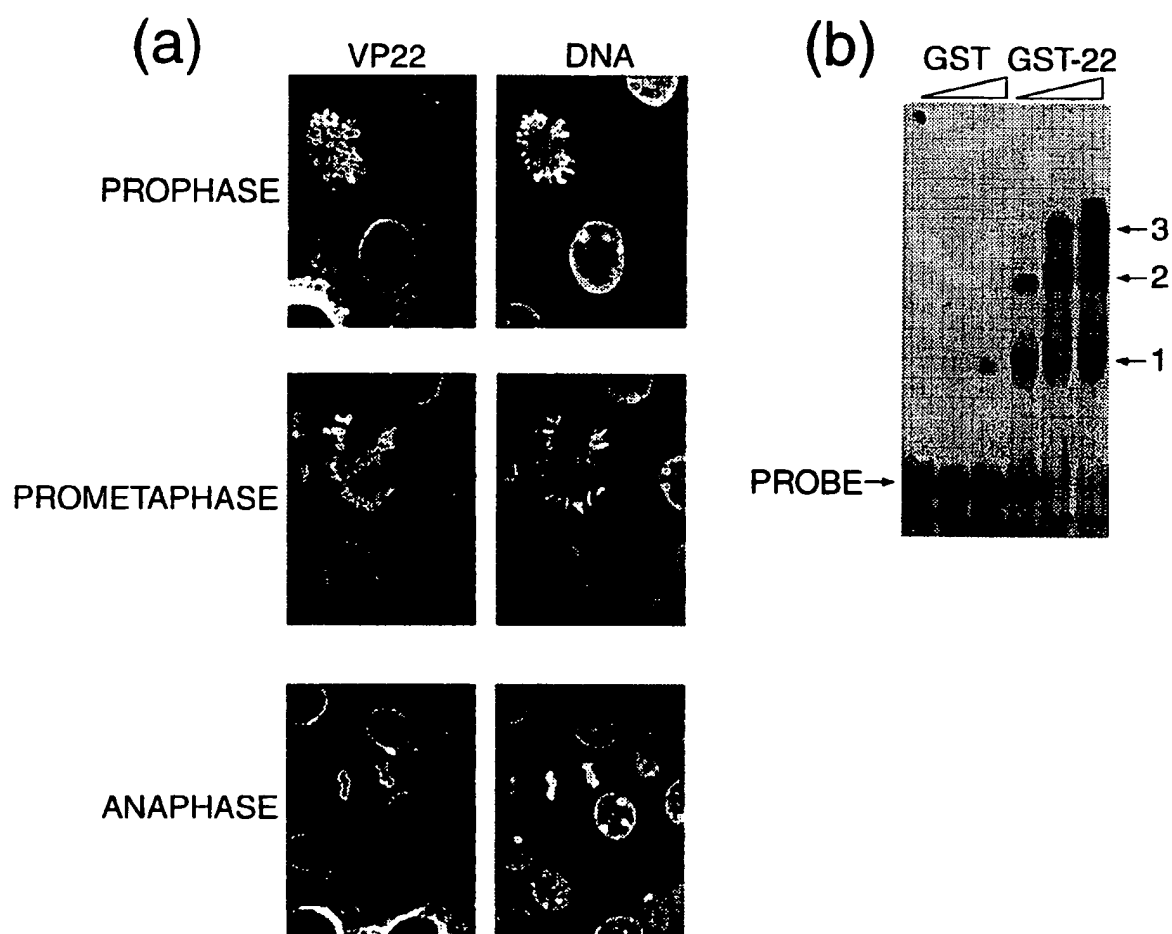 (a)
VP22 DNA
PROPHASE
PROMETAPHASE
ANAPHASE
(b)
GST GST-22
←3
←2
←1
PROBE→